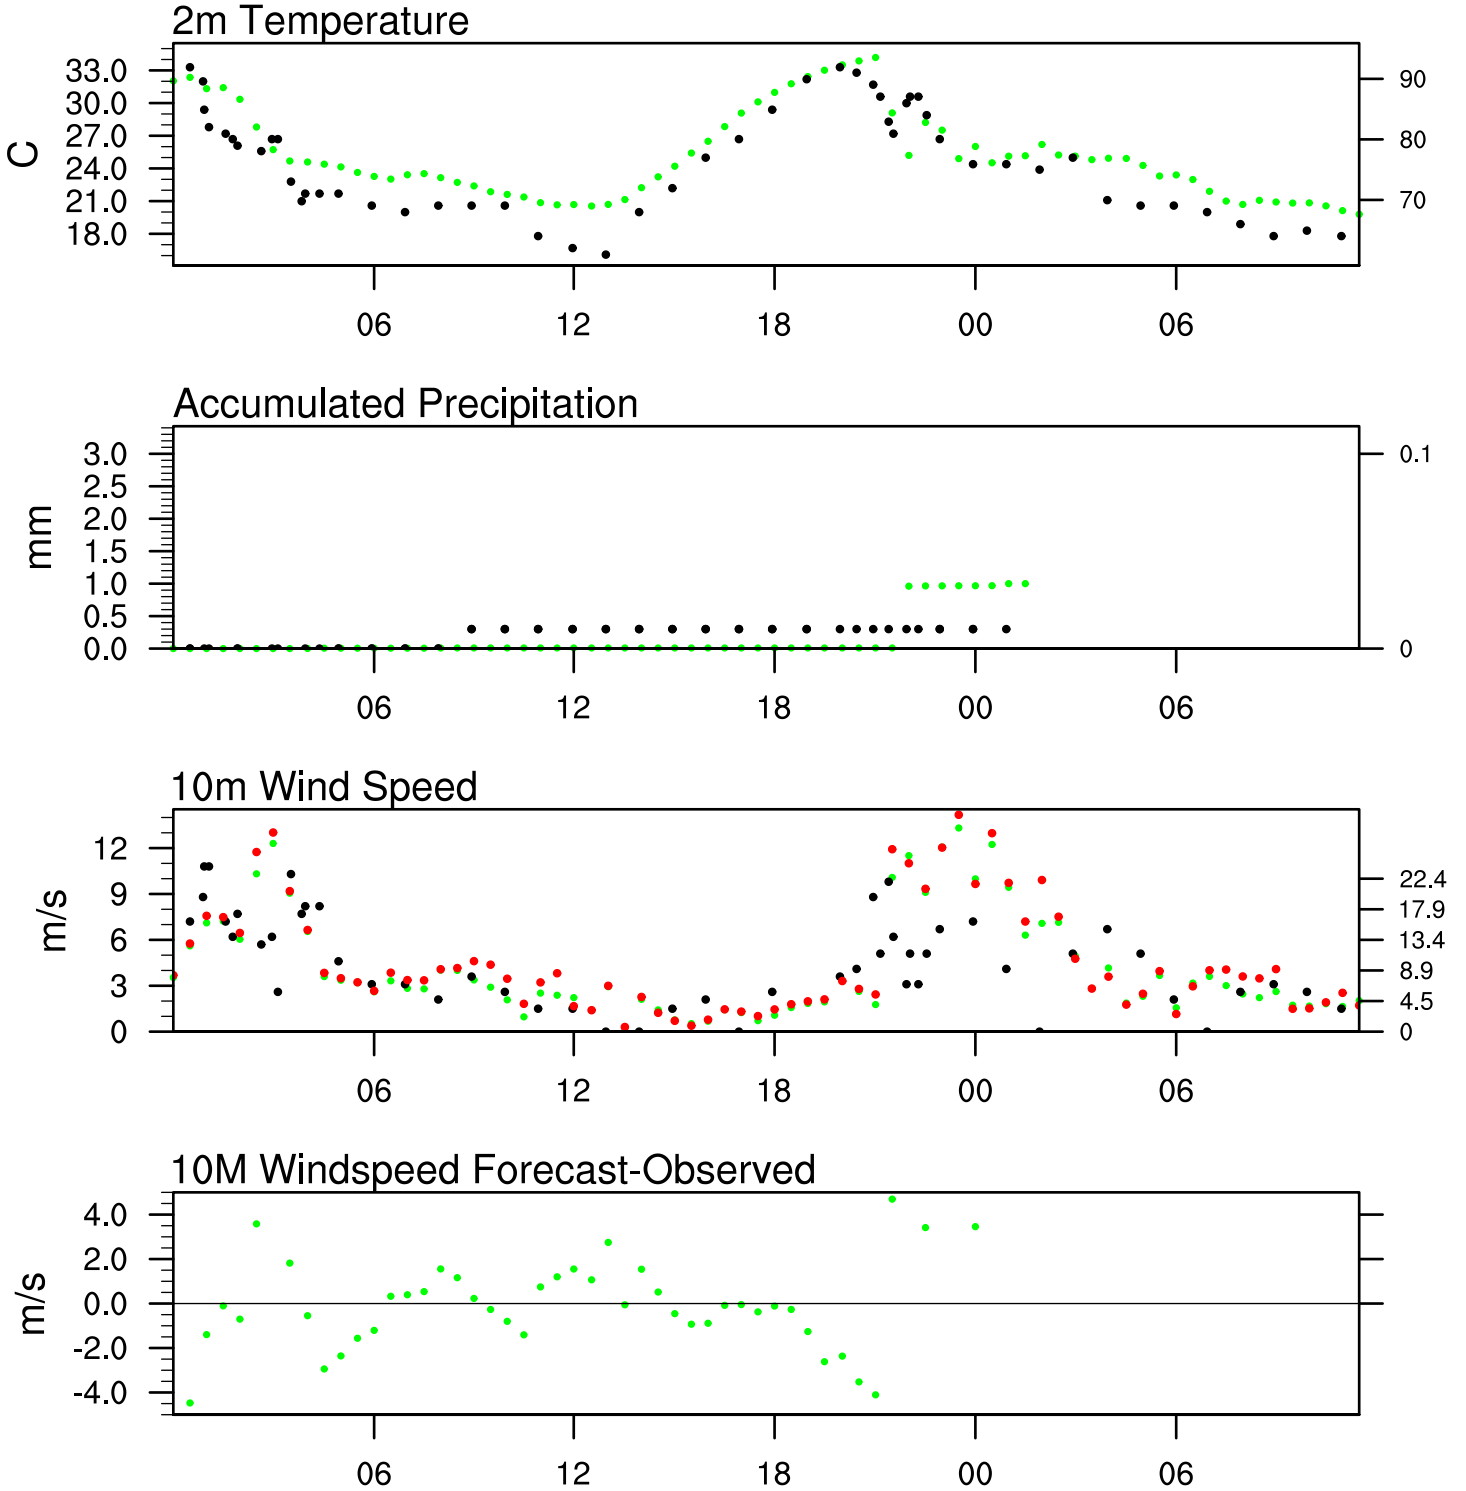 2m Temperature
33.0
30.0
27.0
24.0
21.0
18.0
C
90
80
70
06 12 18 00 06
Accumulated Precipitation
3.0
2.5
2.0
1.5
1.0
0.5
0.0
mm
0.1
0
06 12 18 00 06
10m Wind Speed
12
9
6
3
0
m/s
22.4
17.9
13.4
8.9
4.5
0
06 12 18 00 06
10M Windspeed Forecast-Observed
4.0
2.0
0.0
-2.0
-4.0
m/s
06 12 18 00 06